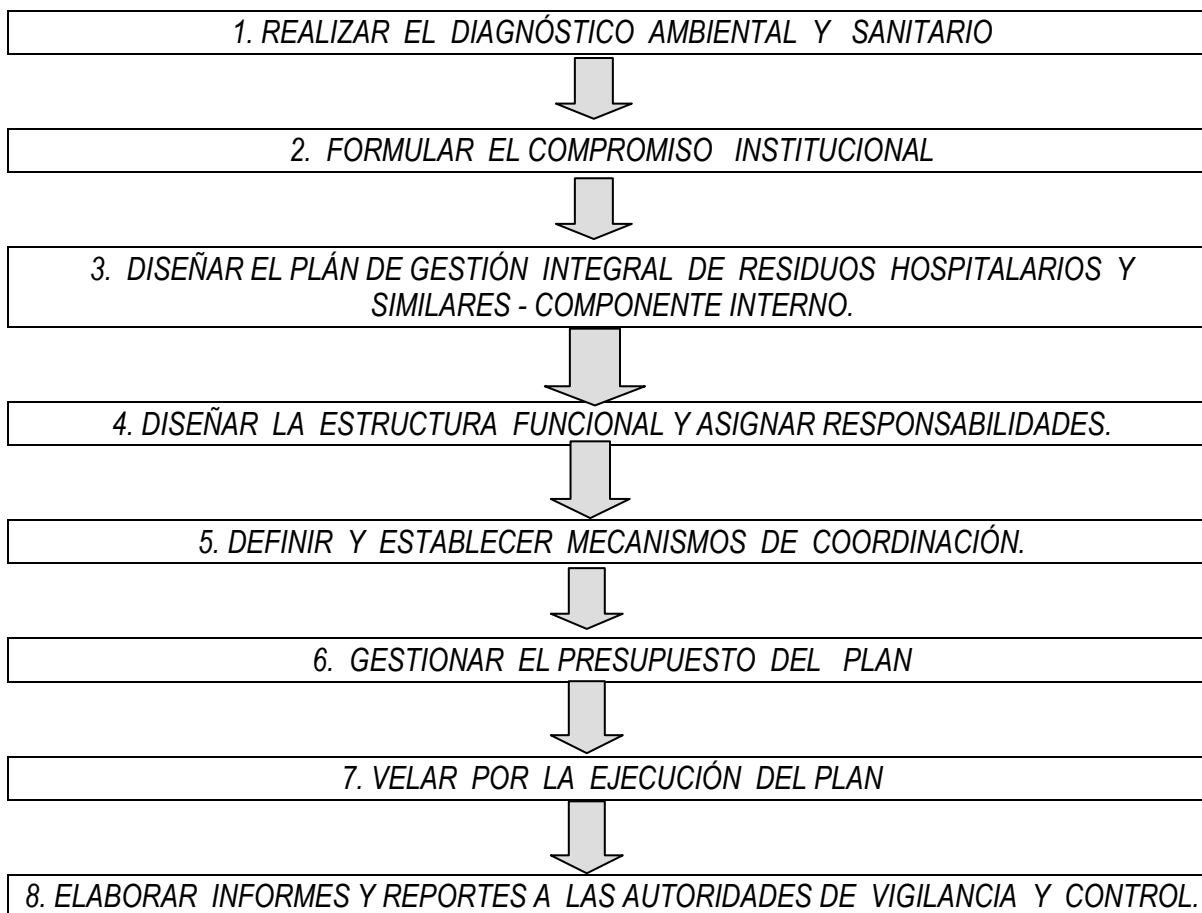 1. REALIZAR EL DIAGNÓSTICO AMBIENTAL Y SANITARIO
2. FORMULAR EL COMPROMISO INSTITUCIONAL
3. DISEÑAR EL PLÁN DE GESTIÓN INTEGRAL DE RESIDUOS HOSPITALARIOS Y
SIMILARES - COMPONENTE INTERNO.
4. DISEÑAR LA ESTRUCTURA FUNCIONAL Y ASIGNAR RESPONSABILIDADES.
5. DEFINIR Y ESTABLECER MECANISMOS DE COORDINACIÓN.
6. GESTIONAR EL PRESUPUESTO DEL PLAN
7. VELAR POR LA EJECUCIÓN DEL PLAN
8. ELABORAR INFORMES Y REPORTES A LAS AUTORIDADES DE VIGILANCIA Y CONTROL.